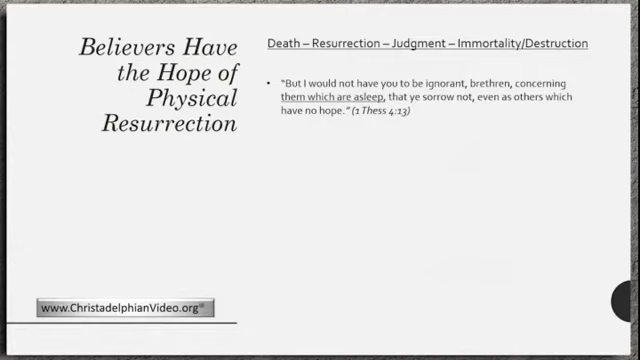 Believers Have
the Hope of
Physical
Resurrection
Death – Resurrection – Judgment – Immortality/Destruction
• "But I would not have you to be ignorant, brethren, concerning
them which are asleep, that ye sorrow not, even as others which
have no hope." (1 Thess 4:13)
www.ChristadelphianVideo.org®